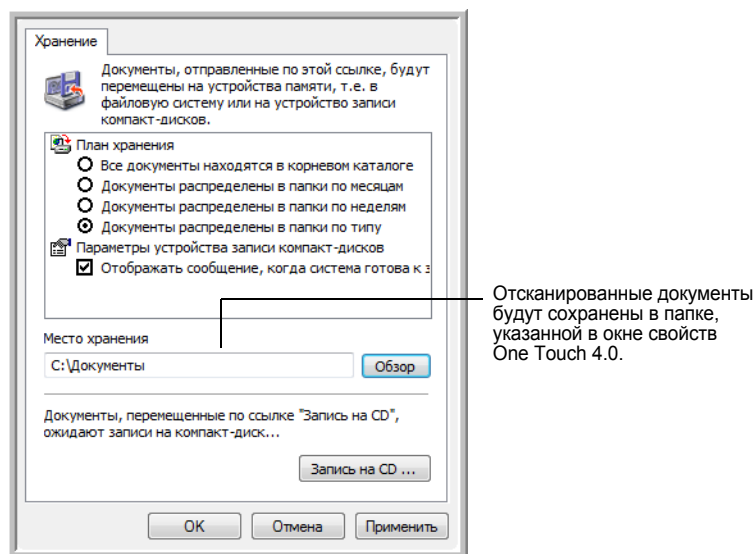 Хранение
Документы, отправленные по этой ссылке, будут
перемещены на устройства памяти, т.е. в
файловую систему или на устройство записи
компакт-дисков.
План хранения
Все документы находятся в корневом каталоге
Документы распределены в папки по месяцам
Документы распределены в папки по неделям
Документы распределены в папки по типу
Параметры устройства записи компакт-дисков
Отображать сообщение, когда система готова к з
Отсканированные документы
будут сохранены в папке,
указанной в окне свойств
One Touch 4.0.
Место хранения
C:\Документы
Обзор
Документы, перемещенные по ссылке "Запись на CD",
ожидают записи на компакт-диск...
Запись на CD ...
OK
Отмена
Применить